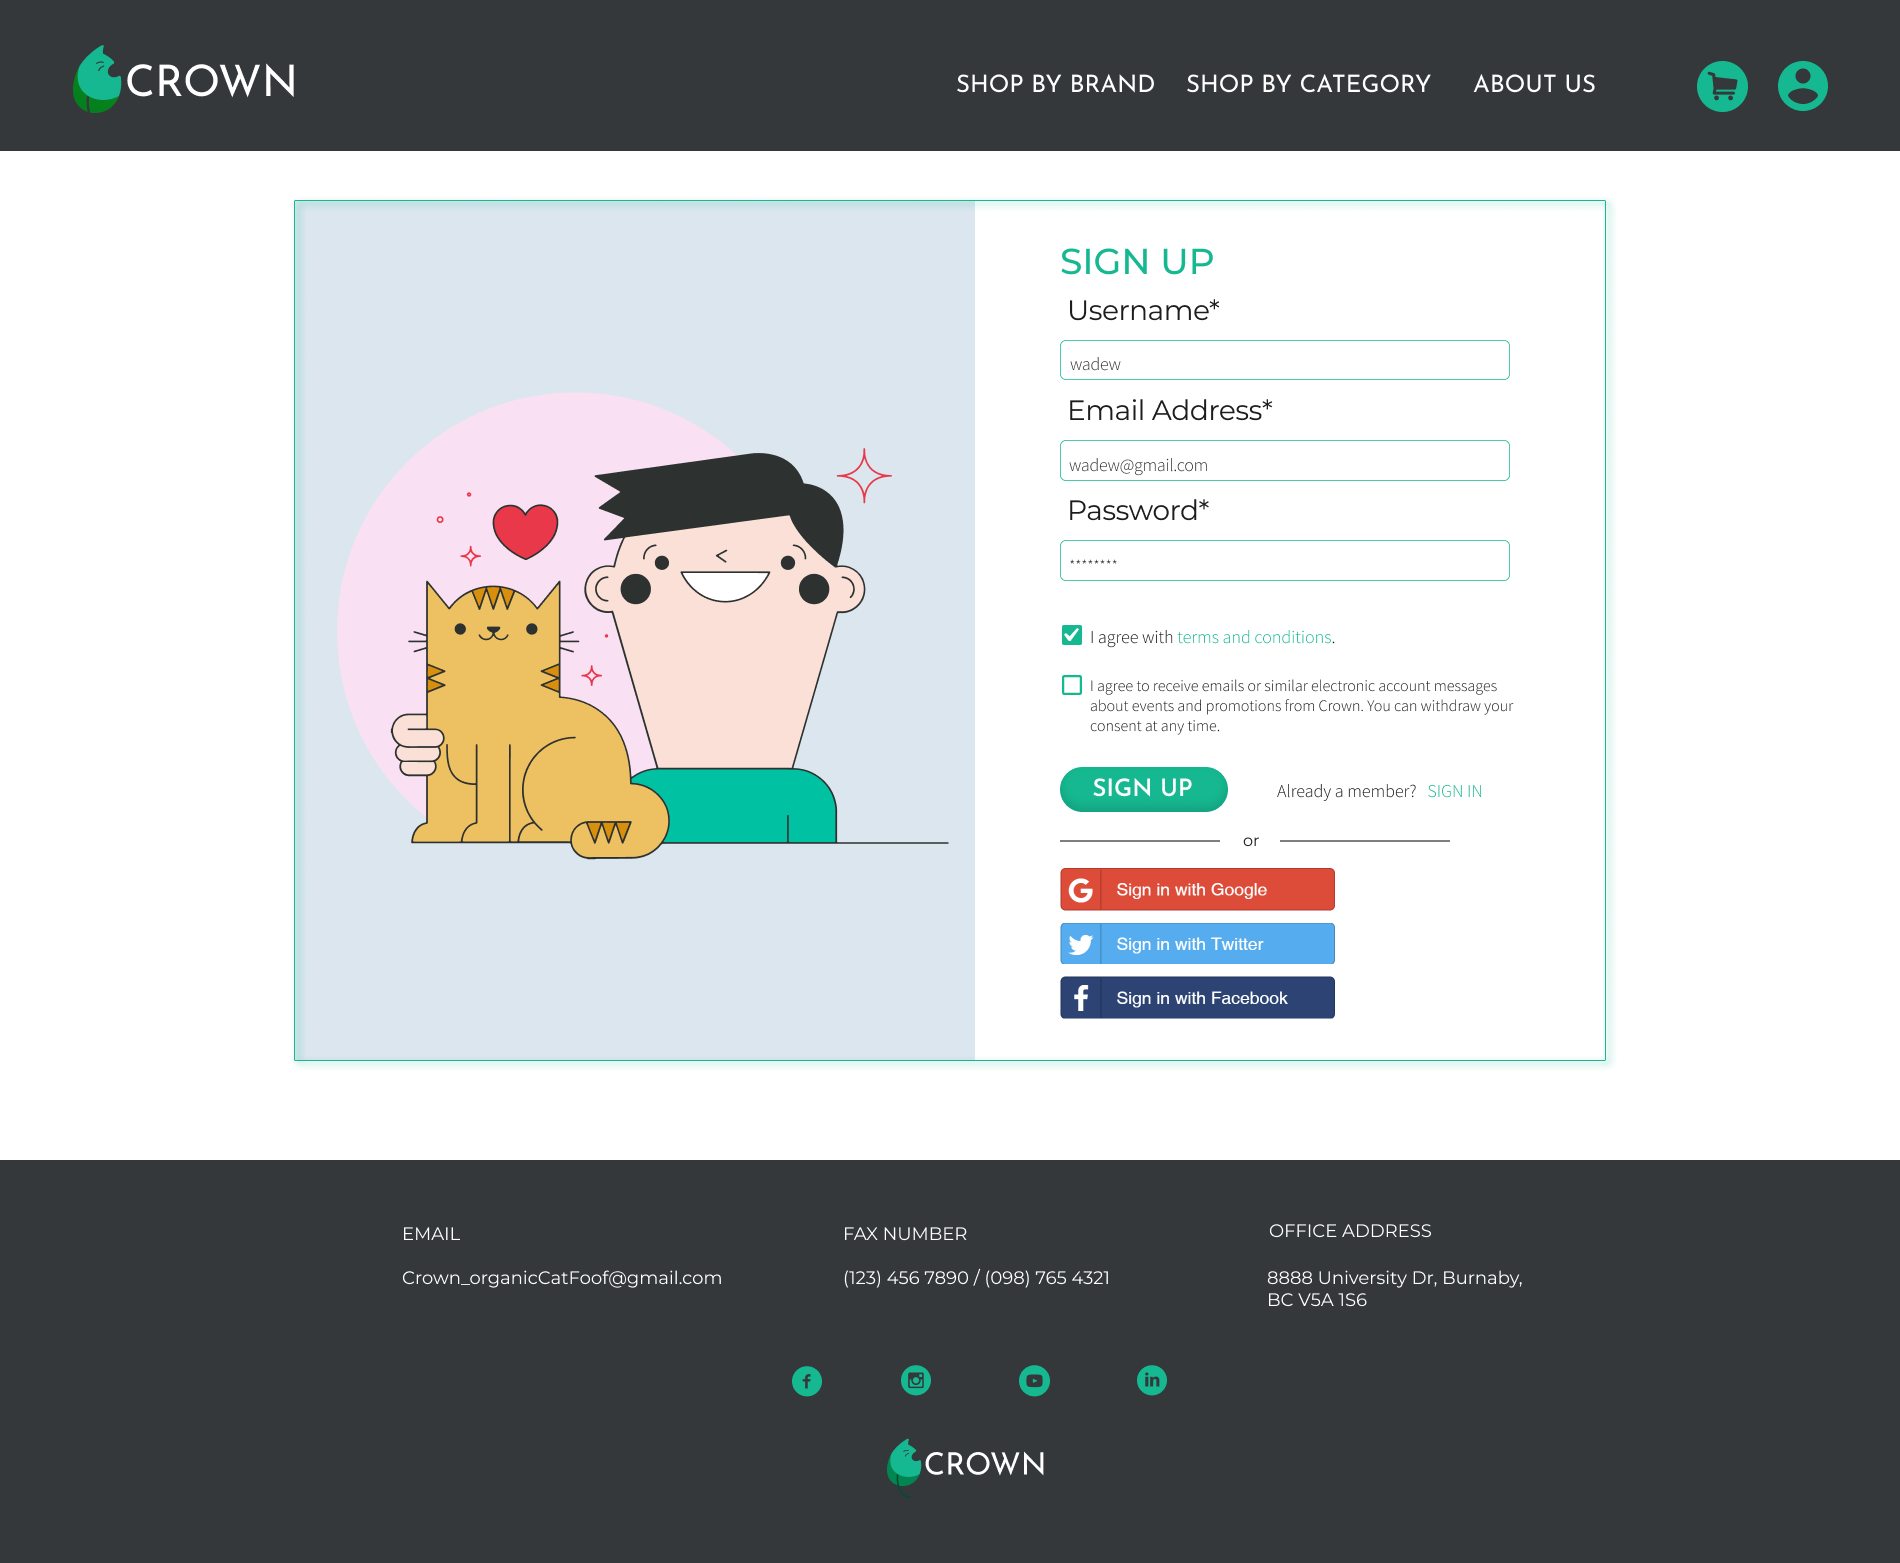 CROWN
SHOP BY BRAND
SHOP BY CATEGORY
ABOUT US
SIGN UP
Username*
wadew
Email Address*
wadew@gmail.com
Password*
********
I agree with terms and conditions.
I agree to receive emails or similar electronic account messages
about events and promotions from Crown. You can withdraw your
consent at any time.
SIGN UP
Already a member? SIGN IN
or
Sign in with Google
Sign in with Twitter
Sign in with Facebook
EMAIL
Crown_organicCatFoof@gmail.com
FAX NUMBER
(123) 456 7890 / (098) 765 4321
OFFICE ADDRESS
8888 University Dr, Burnaby,
BC V5A 1S6
CROWN